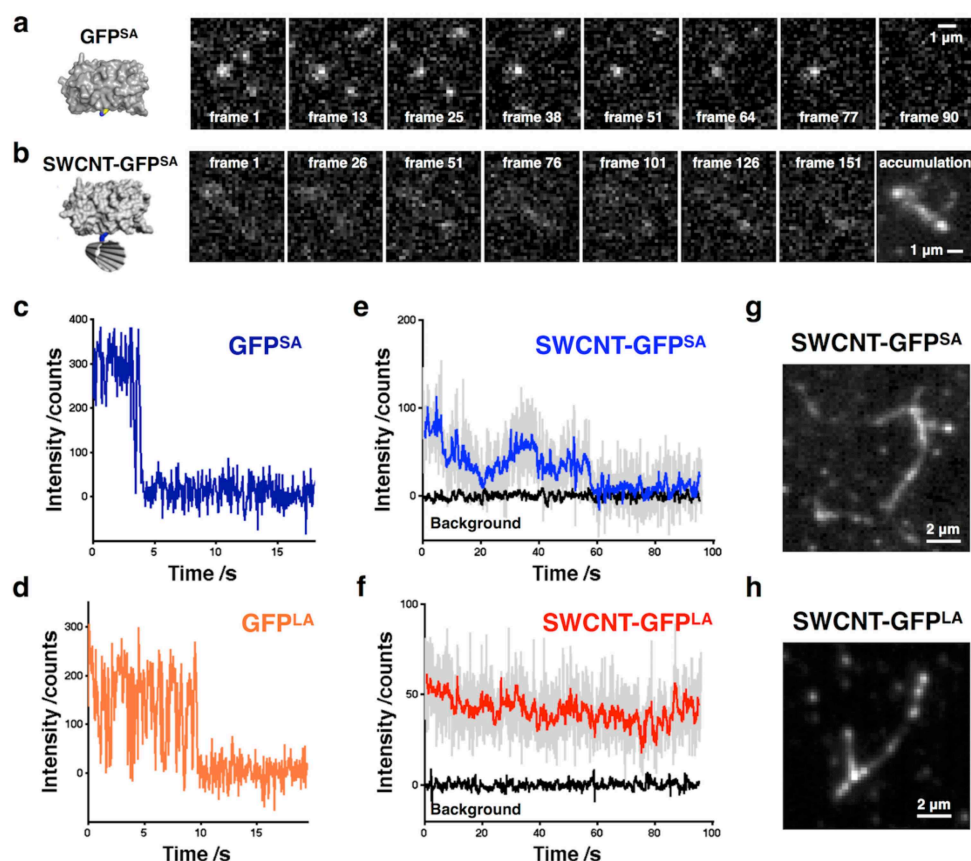 a
GFPSA
1 µm
frame 1 frame 13 frame 25 frame 38 frame 51 frame 64 frame 77 frame 90
b
SWCNT-GFPSA
frame 1 frame 26 frame 51 frame 76 frame 101 frame 126 frame 151 accumulation
1 µm
c
GFPSA
Intensity /counts
400
300
200
100
0
0 5 10 15
Time /s
e
SWCNT-GFPSA
Intensity /counts
200
100
0
Background
0 20 40 60 80 100
Time /s
g
SWCNT-GFPSA
2 µm
d
GFPLA
Intensity /counts
300
200
100
0
0 5 10 15
Time /s
f
SWCNT-GFPLA
Intensity /counts
100
50
0
Background
0 20 40 60 80 100
Time /s
h
SWCNT-GFPLA
2 µm